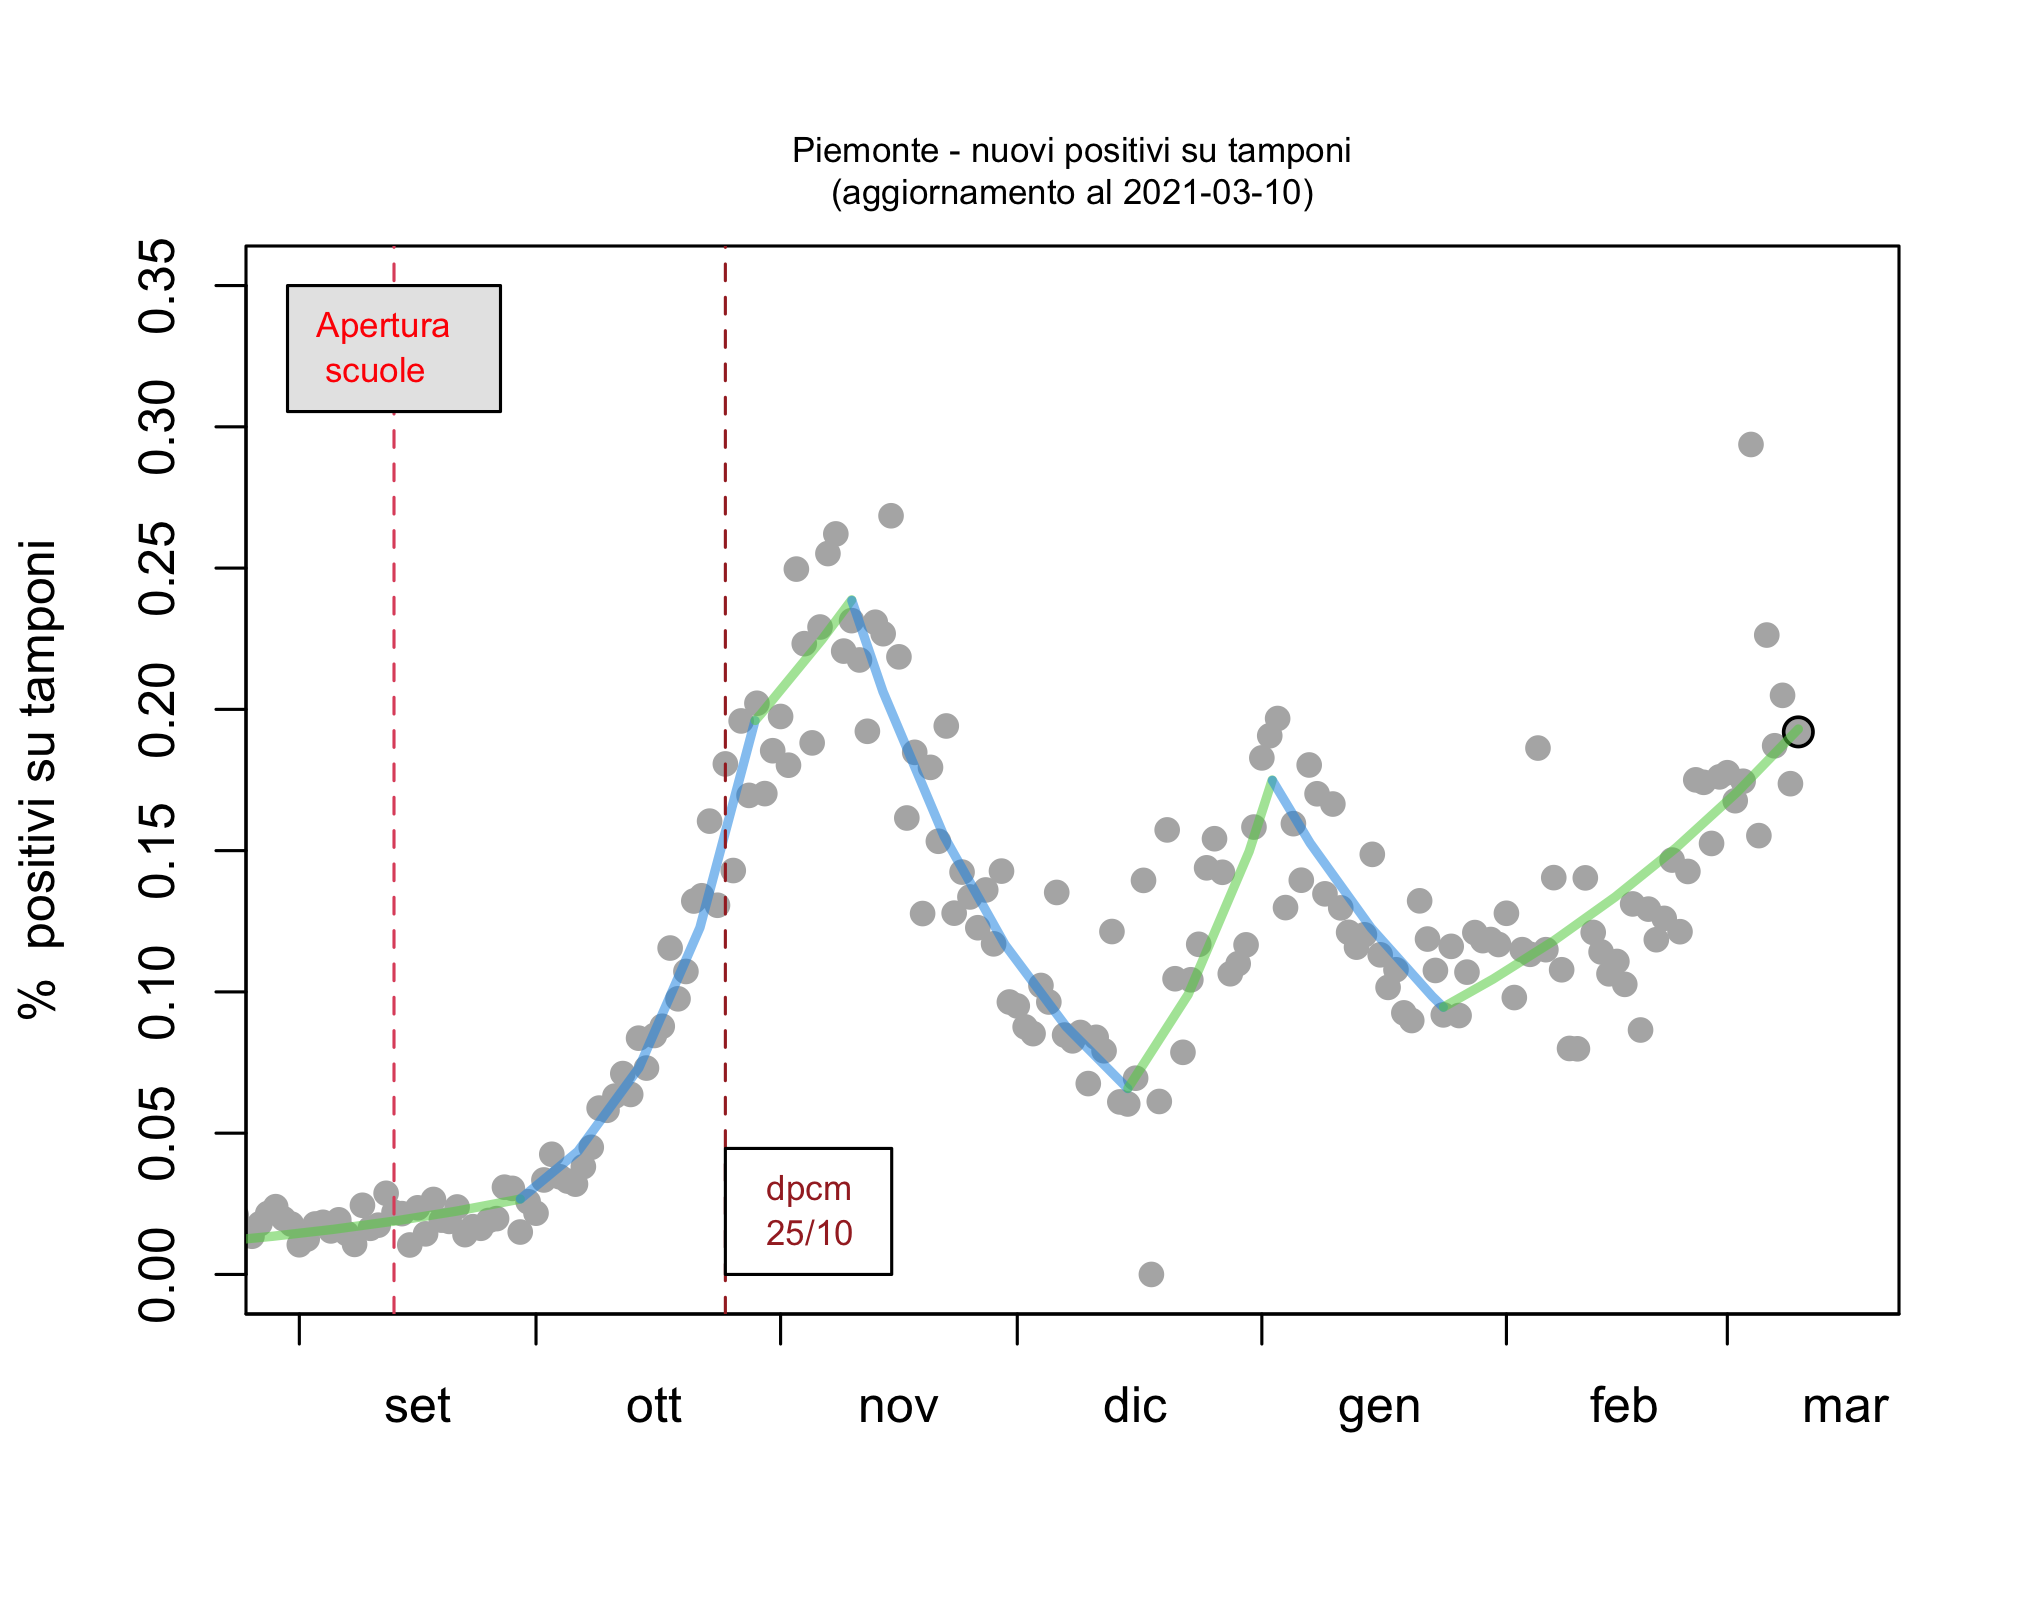 Piemonte - nuovi positivi su tamponi
(aggiornamento al 2021-03-10)
% positivi su tamponi
0.35
0.30
0.25
0.20
0.15
0.10
0.05
0.00
Apertura
scuole
dpcm
25/10
set ott nov dic gen feb mar